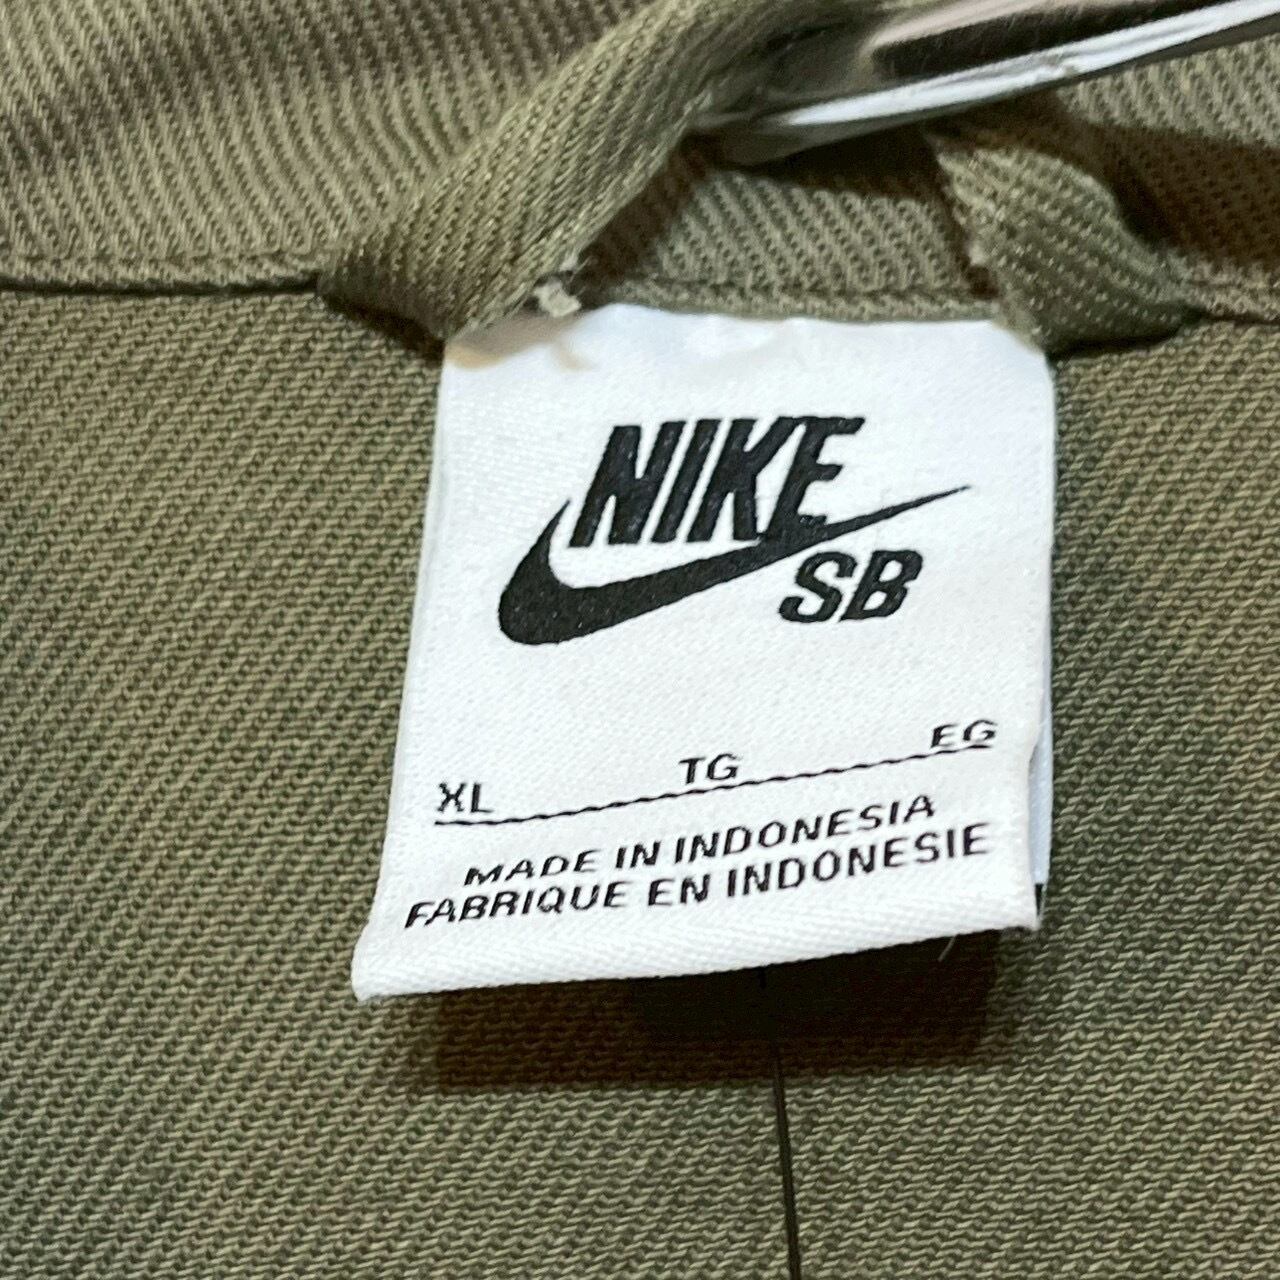 NIKE
SB
XL TG EG
MADE IN INDONESIA
FABRIQUE EN INDONESIE